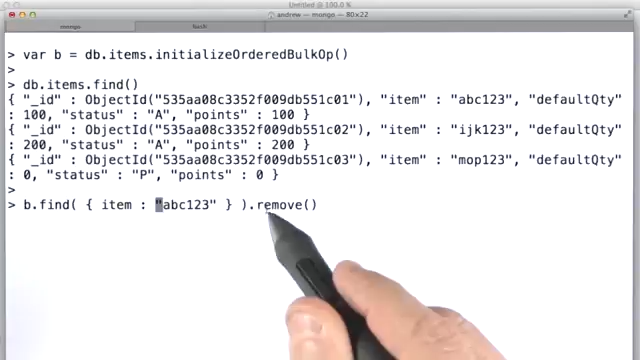 Untitled @ 100.0 %
andrew — mongo — 80×22
mongo bash
> var b = db.items.initializeOrderedBulkOp()
>
> db.items.find()
{ "_id" : ObjectId("535aa08c3352f009db551c01"), "item" : "abc123", "defaultQty"
: 100, "status" : "A", "points" : 100 }
{ "_id" : ObjectId("535aa08c3352f009db551c02"), "item" : "ijk123", "defaultQty"
: 200, "status" : "A", "points" : 200 }
{ "_id" : ObjectId("535aa08c3352f009db551c03"), "item" : "mop123", "defaultQty"
: 0, "status" : "P", "points" : 0 }
>
> b.find( { item : "abc123" } ).remove()